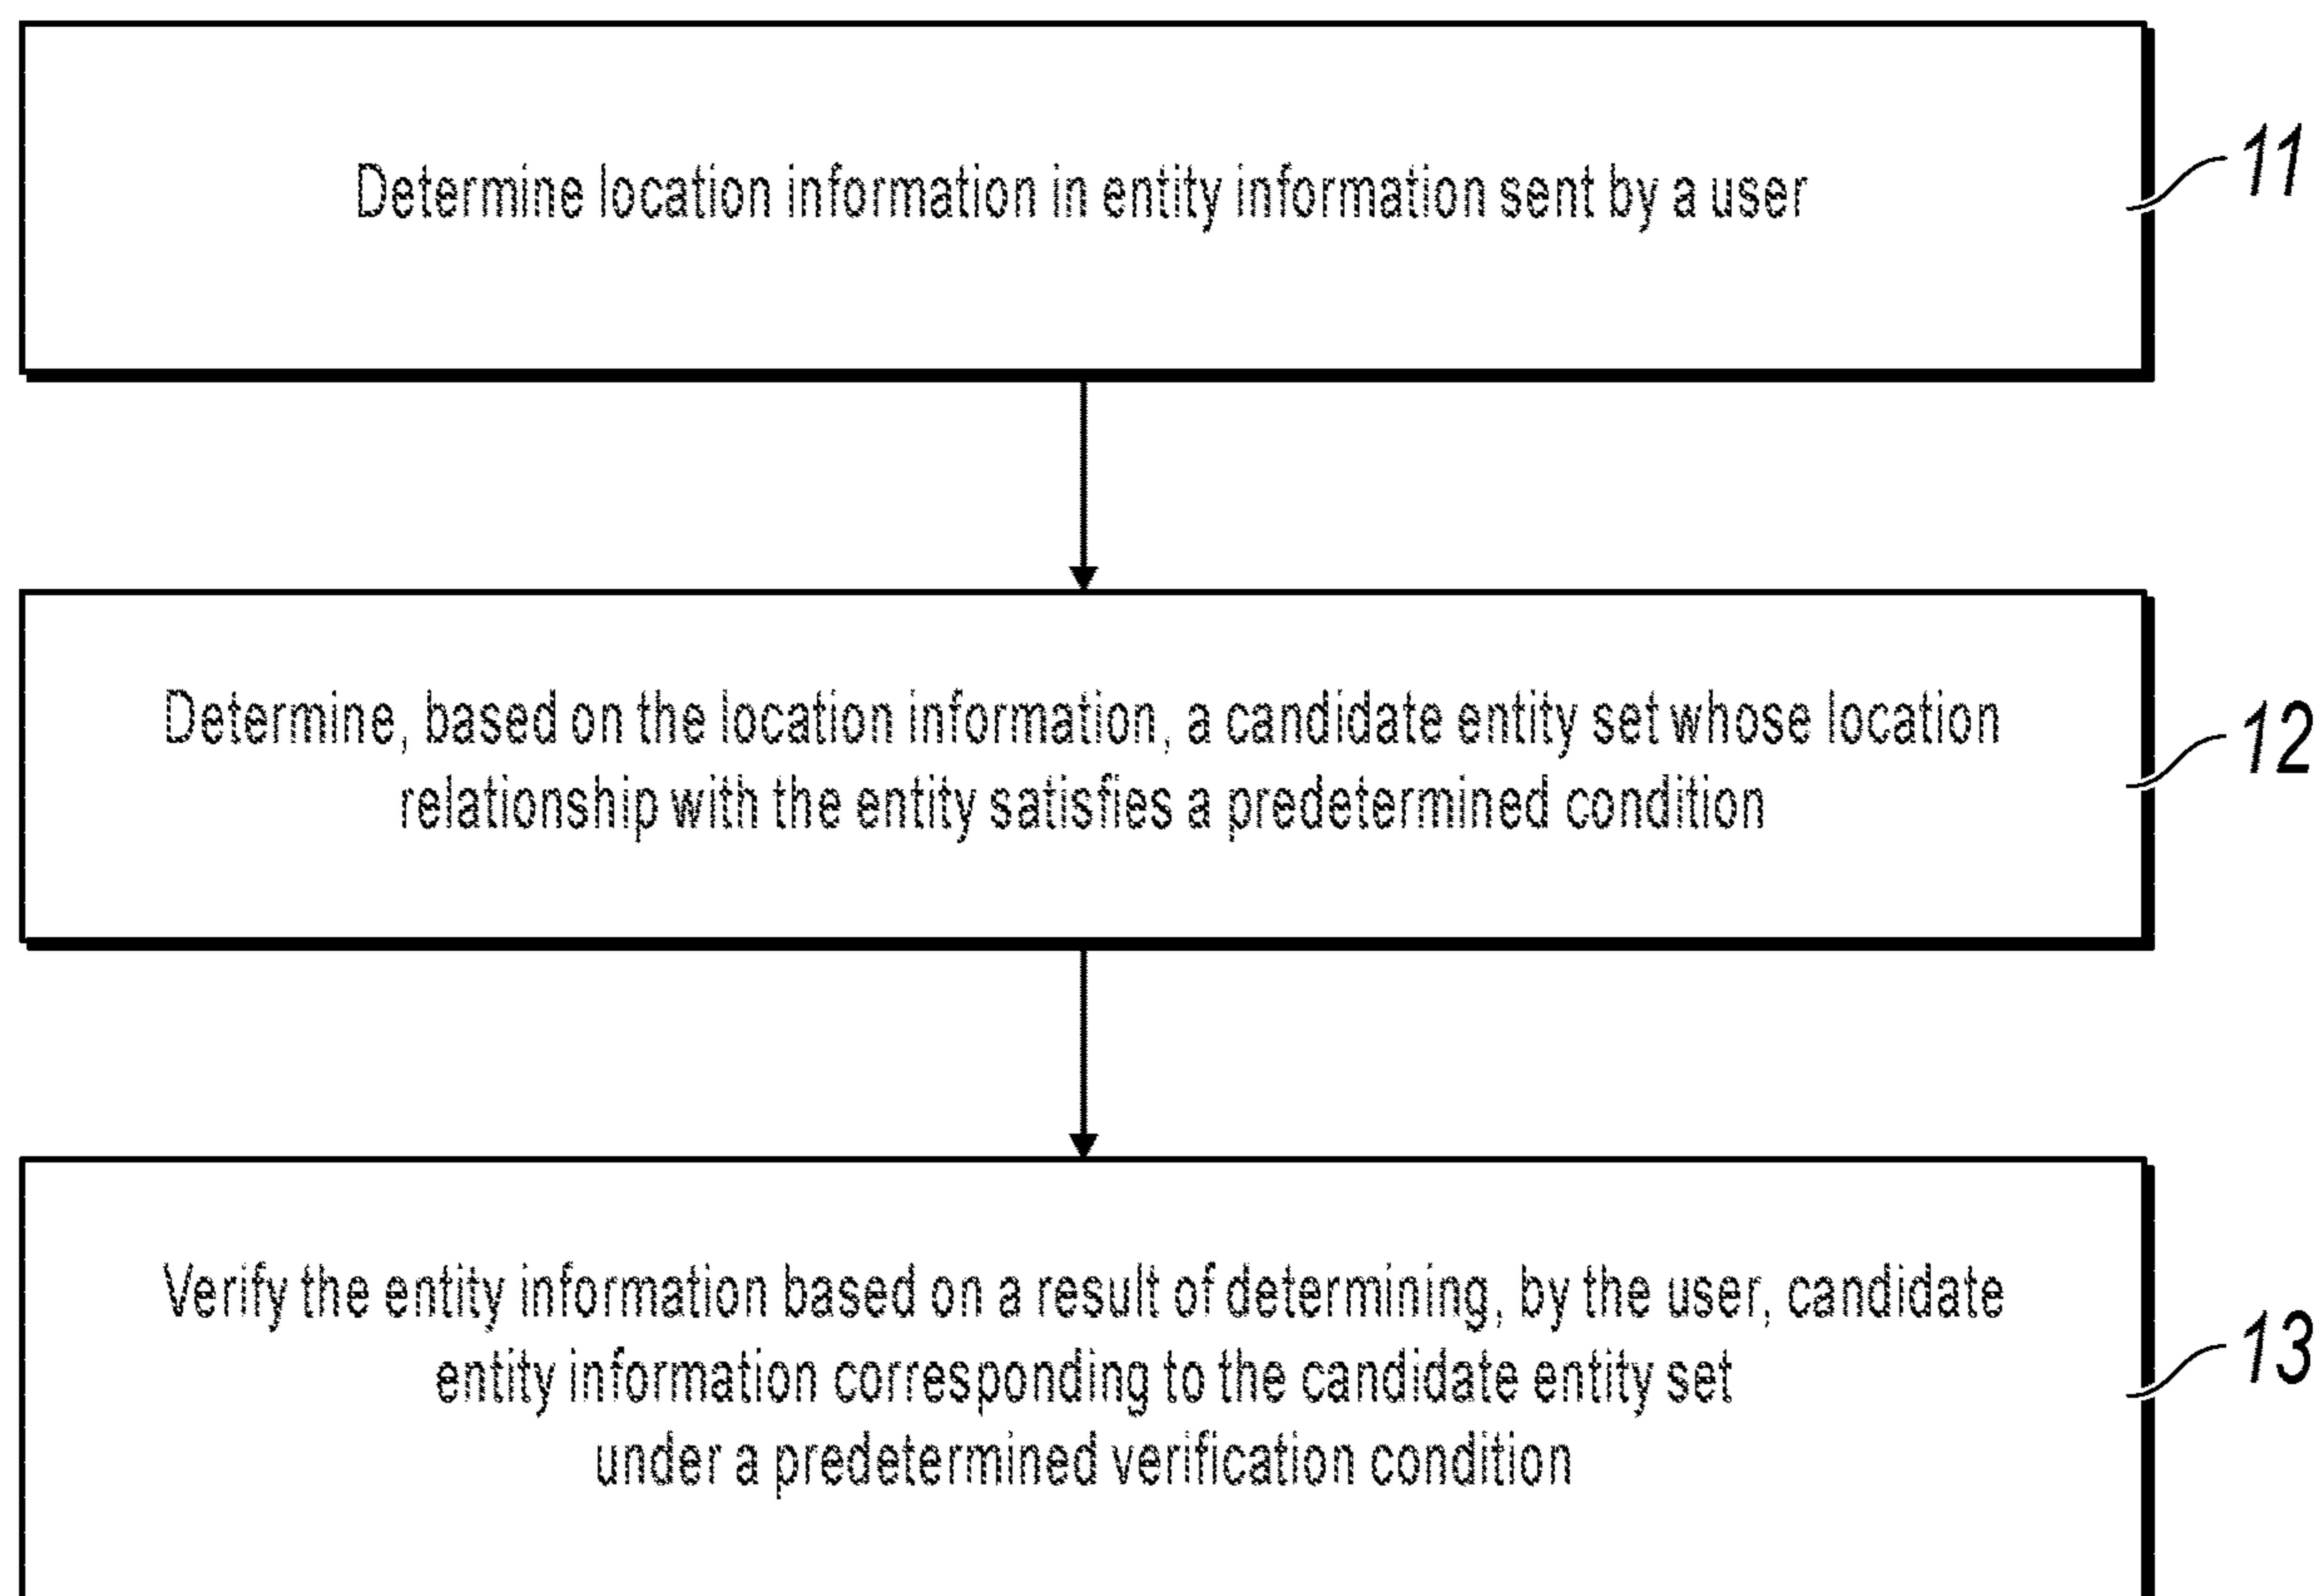 Determine location information in entity information sent by a user
11
Determine, based on the location information, a candidate entity set whose location
relationship with the entity satisfies a predetermined condition
12
Verify the entity information based on a result of determining, by the user, candidate
entity information corresponding to the candidate entity set
under a predetermined verification condition
13